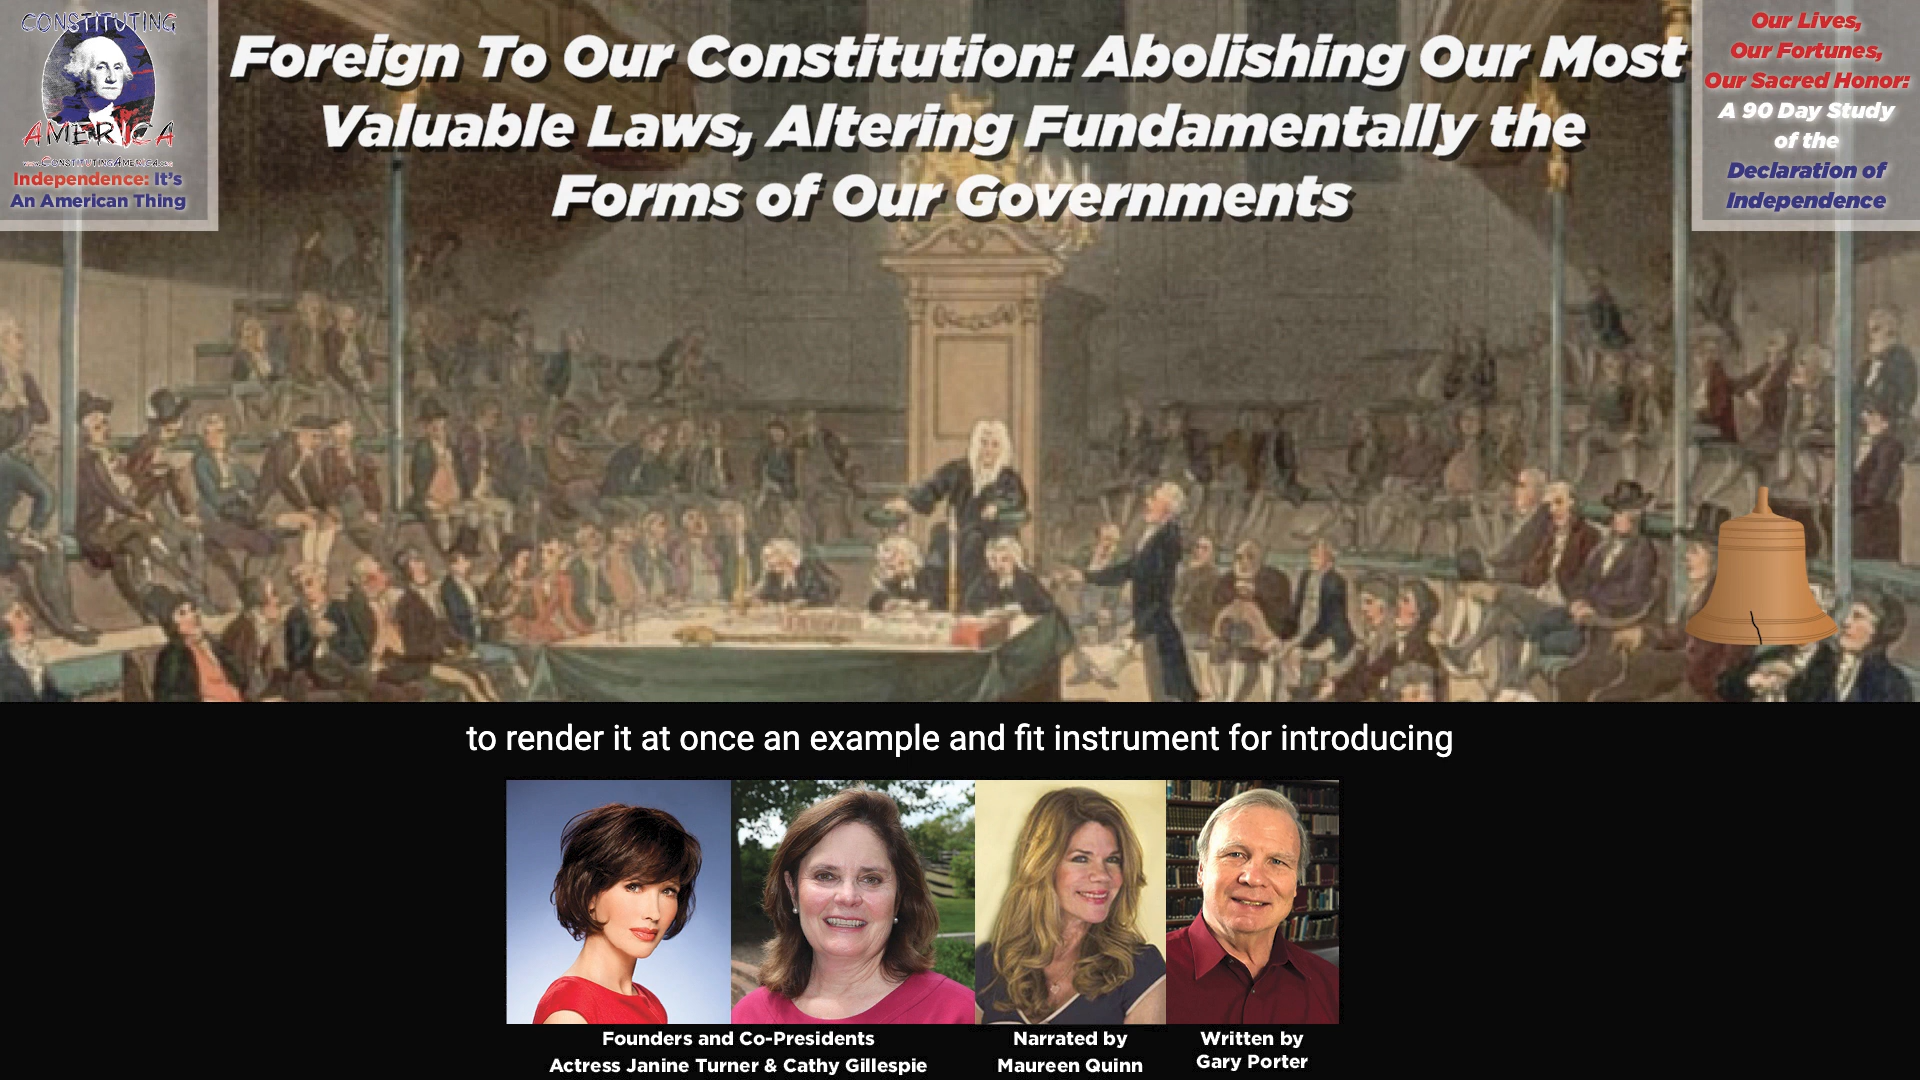 CONSTITUTING
AMERICA
www.ConstitutingAmerica.org
Independence: It's
An American Thing
Foreign To Our Constitution: Abolishing Our Most
Valuable Laws, Altering Fundamentally the
Forms of Our Governments
Our Lives,
Our Fortunes,
Our Sacred Honor:
A 90 Day Study
of the
Declaration of
Independence
to render it at once an example and fit instrument for introducing
Founders and Co-Presidents
Actress Janine Turner & Cathy Gillespie
Narrated by
Maureen Quinn
Written by
Gary Porter